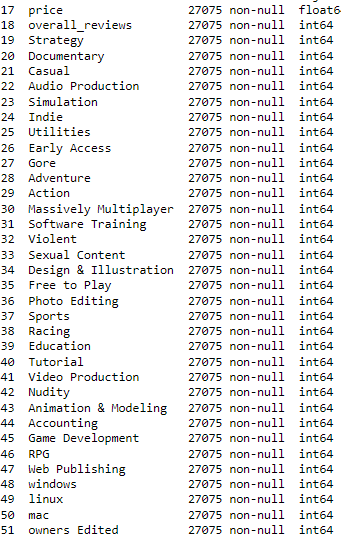 17 price 27075 non-null float6
18 overall_reviews 27075 non-null int64
19 Strategy 27075 non-null int64
20 Documentary 27075 non-null int64
21 Casual 27075 non-null int64
22 Audio Production 27075 non-null int64
23 Simulation 27075 non-null int64
24 Indie 27075 non-null int64
25 Utilities 27075 non-null int64
26 Early Access 27075 non-null int64
27 Gore 27075 non-null int64
28 Adventure 27075 non-null int64
29 Action 27075 non-null int64
30 Massively Multiplayer 27075 non-null int64
31 Software Training 27075 non-null int64
32 Violent 27075 non-null int64
33 Sexual Content 27075 non-null int64
34 Design & Illustration 27075 non-null int64
35 Free to Play 27075 non-null int64
36 Photo Editing 27075 non-null int64
37 Sports 27075 non-null int64
38 Racing 27075 non-null int64
39 Education 27075 non-null int64
40 Tutorial 27075 non-null int64
41 Video Production 27075 non-null int64
42 Nudity 27075 non-null int64
43 Animation & Modeling 27075 non-null int64
44 Accounting 27075 non-null int64
45 Game Development 27075 non-null int64
46 RPG 27075 non-null int64
47 Web Publishing 27075 non-null int64
48 windows 27075 non-null int64
49 linux 27075 non-null int64
50 mac 27075 non-null int64
51 owners Edited 27075 non-null int64